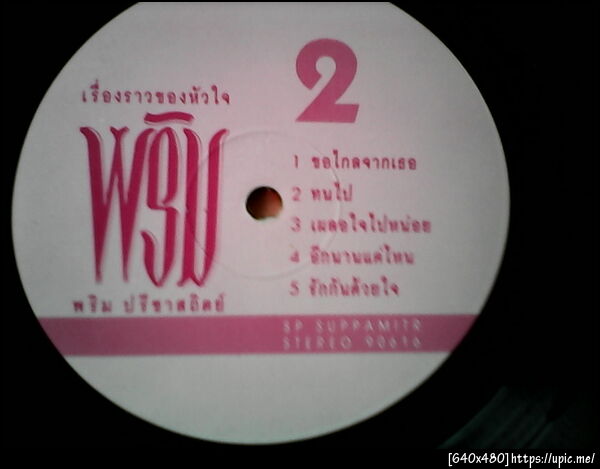 เรื่องราวของหัวใจ
พริม
พริม ปรีชาสถิตย์
2
1 ขอไกลจากเธอ
2 ทนไป
3 เผลอใจไปหน่อย
4 อีกนานแค่ไหน
5 รักกันด้วยใจ
SP SUPPAMITR
STEREO 90616
[640x480]https://upic.me/